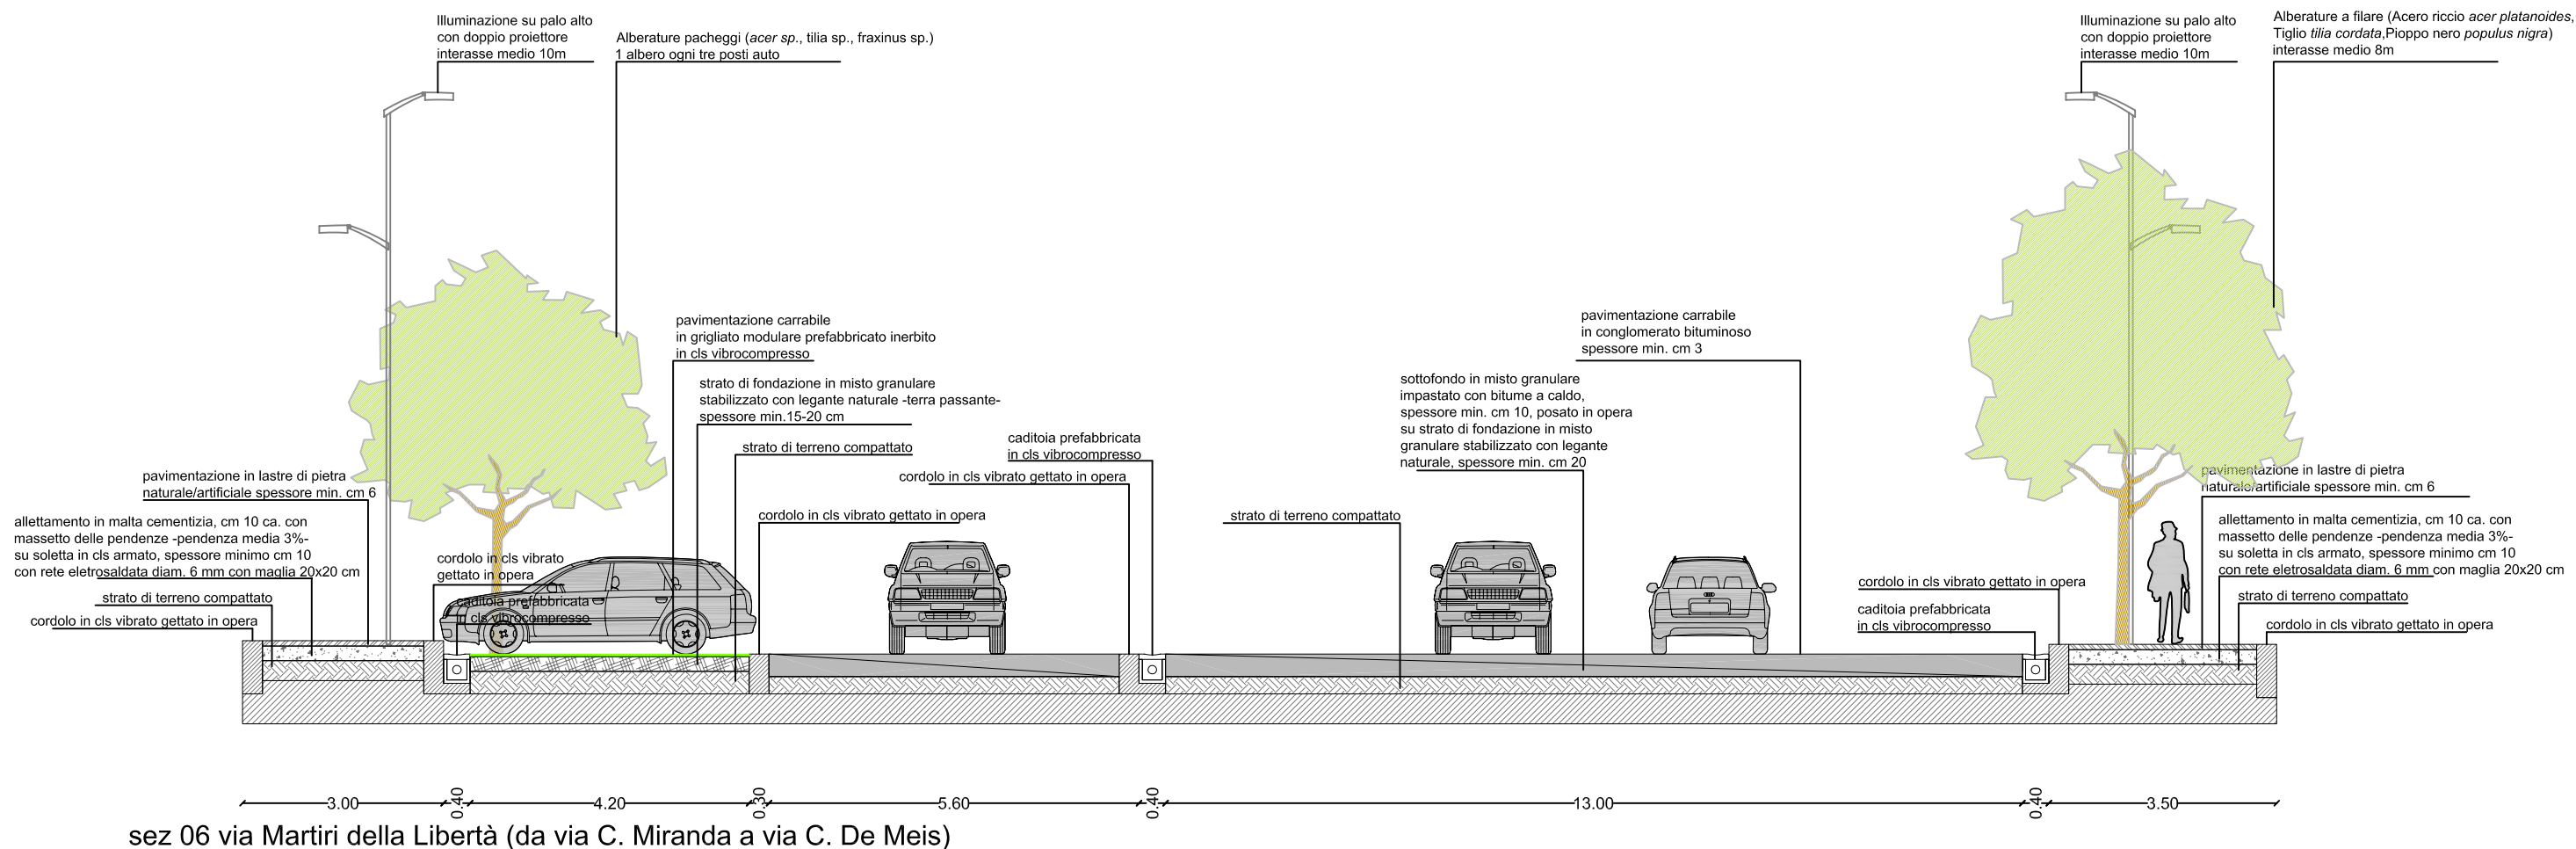 Illuminazione su palo alto
con doppio proiettore
interasse medio 10m
Alberature pacheggi (acer sp., tilia sp., fraxinus sp.)
1 albero ogni tre posti auto
Illuminazione su palo alto
con doppio proiettore
interasse medio 10m
Alberature a filare (Acero riccio acer platanoides,
Tiglio tilia cordata,Pioppo nero populus nigra)
interasse medio 8m
pavimentazione carrabile
in grigliato modulare prefabbricato inerbito
in cls vibrocompresso
strato di fondazione in misto granulare
stabilizzato con legante naturale -terra passante-
spessore min.15-20 cm
strato di terreno compattato
caditoia prefabbricata
in cls vibrocompresso
cordolo in cls vibrato gettato in opera
cordolo in cls vibrato gettato in opera
pavimentazione carrabile
in conglomerato bituminoso
spessore min. cm 3
sottofondo in misto granulare
impastato con bitume a caldo,
spessore min. cm 10, posato in opera
su strato di fondazione in misto
granulare stabilizzato con legante
naturale, spessore min. cm 20
strato di terreno compattato
pavimentazione in lastre di pietra
naturale/artificiale spessore min. cm 6
allettamento in malta cementizia, cm 10 ca. con
massetto delle pendenze -pendenza media 3%-
su soletta in cls armato, spessore minimo cm 10
con rete eletrosaldata diam. 6 mm con maglia 20x20 cm
strato di terreno compattato
cordolo in cls vibrato gettato in opera
cordolo in cls vibrato
gettato in opera
caditoia prefabbricata
in cls vibrocompresso
cordolo in cls vibrato gettato in opera
caditoia prefabbricata
in cls vibrocompresso
pavimentazione in lastre di pietra
naturale/artificiale spessore min. cm 6
allettamento in malta cementizia, cm 10 ca. con
massetto delle pendenze -pendenza media 3%-
su soletta in cls armato, spessore minimo cm 10
con rete eletrosaldata diam. 6 mm con maglia 20x20 cm
strato di terreno compattato
cordolo in cls vibrato gettato in opera
3.00 0.40 4.20 0.30 5.60 0.40 13.00 0.40 3.50
sez 06 via Martiri della Libertà (da via C. Miranda a via C. De Meis)